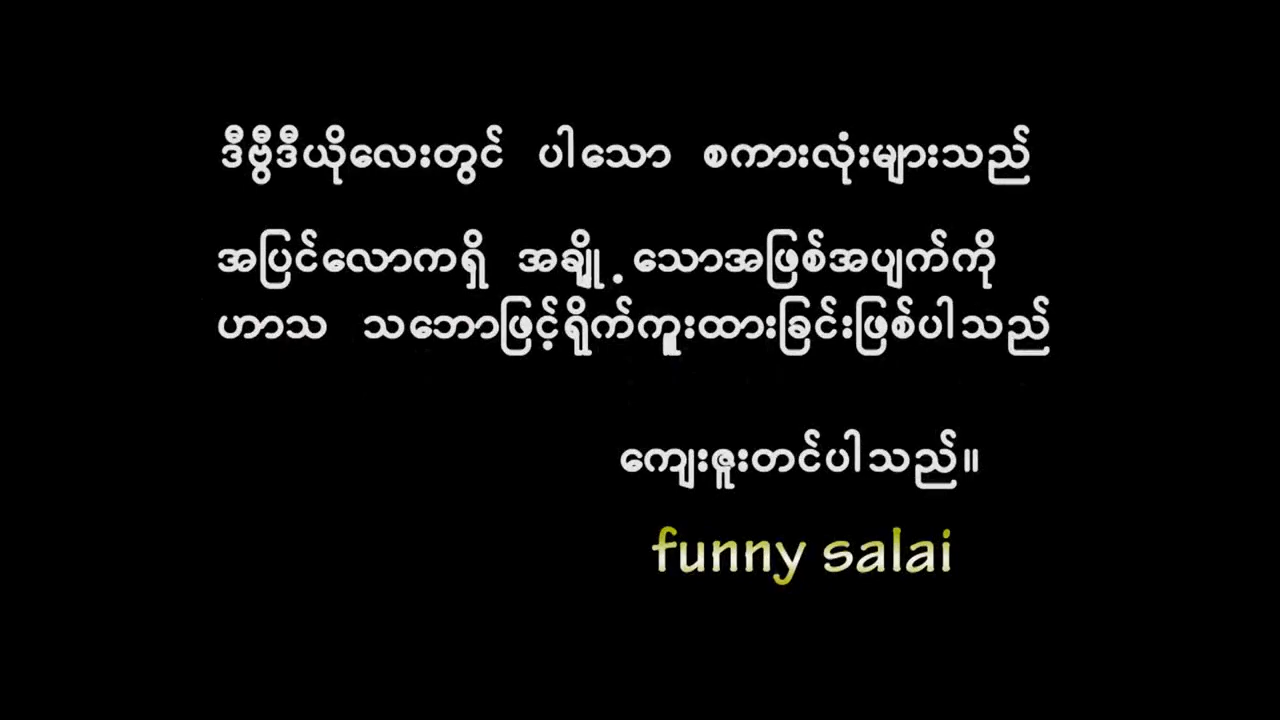 ဒီဗွီဒီယိုလေးတွင် ပါသော စကားလုံးများသည်
အပြင်လောကရှိ အချို့သောအဖြစ်အပျက်ကို
ဟာသ သဘောဖြင့်ရိုက်ကူးထားခြင်းဖြစ်ပါသည်
ကျေးဇူးတင်ပါသည်။
funny salai